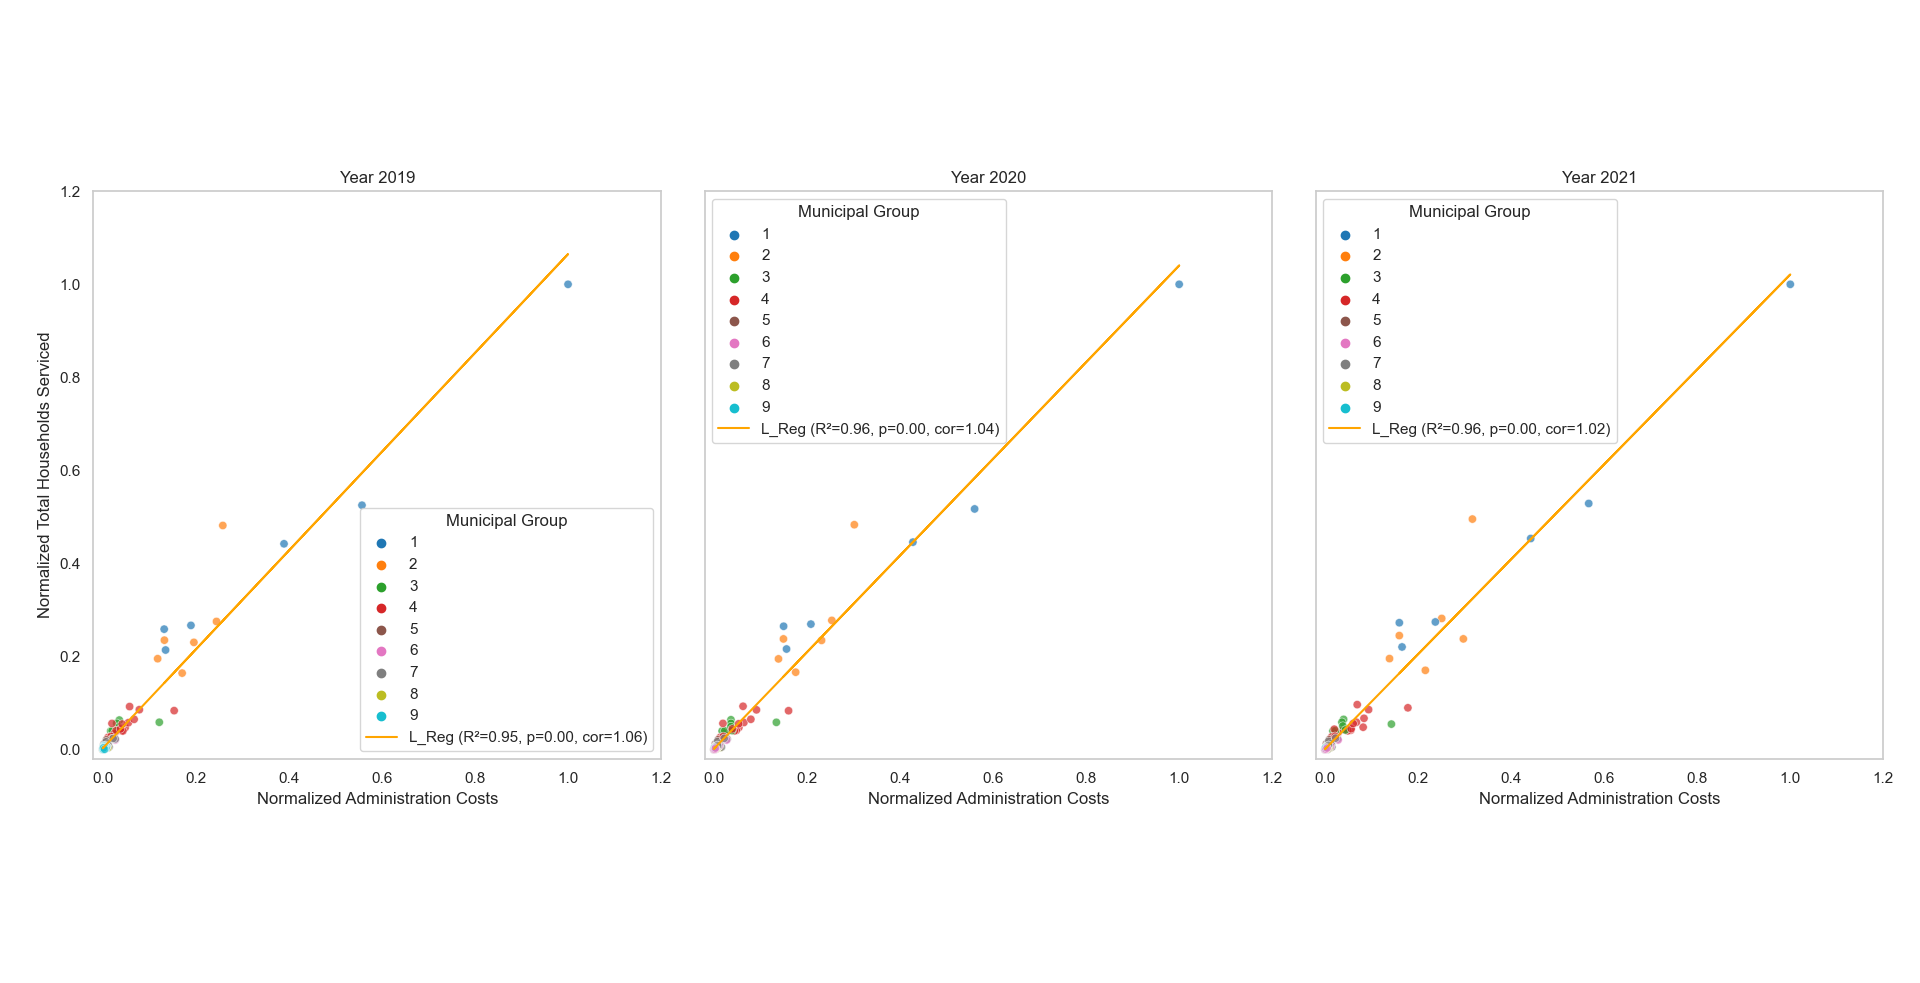 Year 2019
Normalized Total Households Serviced
1.2
1.0
0.8
0.6
0.4
0.2
0.0
Municipal Group
1
2
3
4
5
6
7
8
9
L_Reg (R²=0.95, p=0.00, cor=1.06)
0.0 0.2 0.4 0.6 0.8 1.0 1.2
Normalized Administration Costs
Year 2020
Municipal Group
1
2
3
4
5
6
7
8
9
L_Reg (R²=0.96, p=0.00, cor=1.04)
0.0 0.2 0.4 0.6 0.8 1.0 1.2
Normalized Administration Costs
Year 2021
Municipal Group
1
2
3
4
5
6
7
8
9
L_Reg (R²=0.96, p=0.00, cor=1.02)
0.0 0.2 0.4 0.6 0.8 1.0 1.2
Normalized Administration Costs